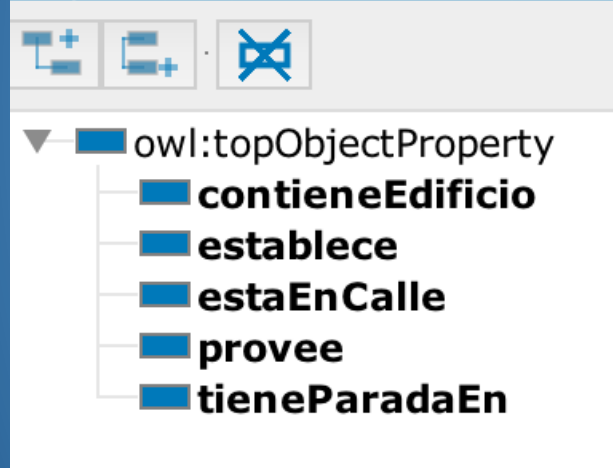 owl:topObjectProperty
contieneEdificio
establece
estaEnCalle
provee
tieneParadaEn